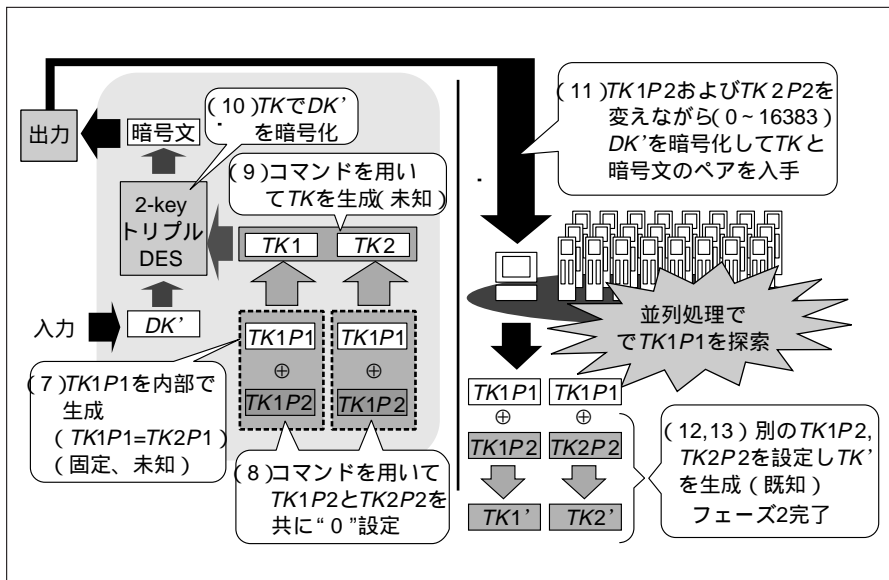 出力
暗号文
(10)TKでDK’
を暗号化
(9)コマンドを用い
てTKを生成(未知)
2-key
トリプル
DES
TK1
TK2
入力
DK’
(7)TK1P1を内部で
生成
(TK1P1=TK2P1)
(固定、未知)
TK1P1
⊕
TK1P2
TK1P1
⊕
TK1P2
(8)コマンドを用いて
TK1P2とTK2P2を
共に“0”設定
(11)TK1P2およびTK2P2を
変えながら(0~16383)
DK’を暗号化してTKと
暗号文のペアを入手
並列処理で
でTK1P1を探索
TK1P1
⊕
TK1P2
TK1’
TK1P1
⊕
TK2P2
TK2’
(12,13)別のTK1P2,
TK2P2を設定しTK’
を生成(既知)
フェーズ2完了